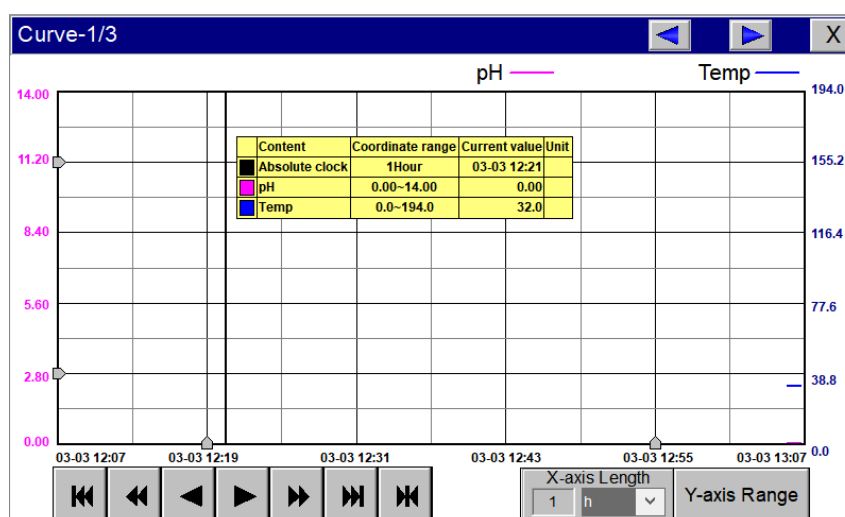 Curve-1/3 X
pH Temp
14.00 194.0
Content Coordinate range Current value Unit
11.20 Absolute clock 1Hour 03-03 12:21 155.2
pH 0.00~14.00 0.00
Temp 0.0~194.0 32.0
8.40 116.4
5.60 77.6
2.80 38.8
0.00 0.0
03-03 12:07 03-03 12:19 03-03 12:31 03-03 12:43 03-03 12:55 03-03 13:07
X-axis Length
1 h Y-axis Range